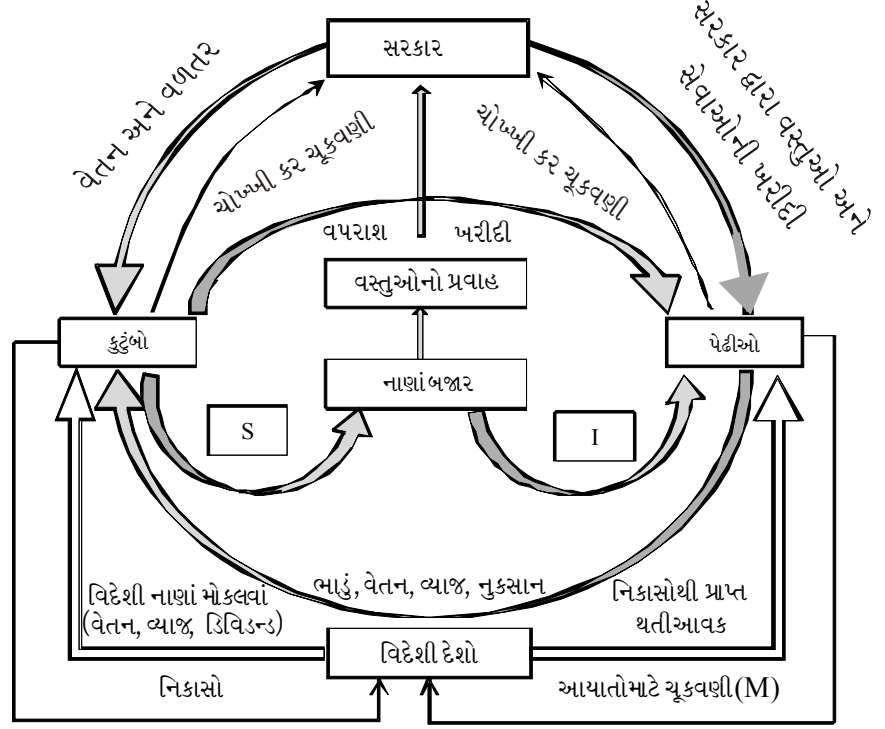 સરકાર
વેતન અને વળતર
ચોખ્ખી કર ચૂકવણી
ચોખ્ખી કર ચૂકવણી
સરકાર દ્વારા વસ્તુઓ અને
સેવાઓની ખરીદી
વપરાશ ખરીદી
વસ્તુઓનો પ્રવાહ
કુટુંબો
પેઢીઓ
નાણાં બજાર
S
I
વિદેશી નાણાં મોકલવાં
(વેતન, વ્યાજ, ડિવિડન્ડ)
ભાડું, વેતન, વ્યાજ, નુકસાન
નિકાસોથી પ્રાપ્ત
થતીઆવક
વિદેશી દેશો
નિકાસો
આયાતોમાટે ચૂકવણી(M)